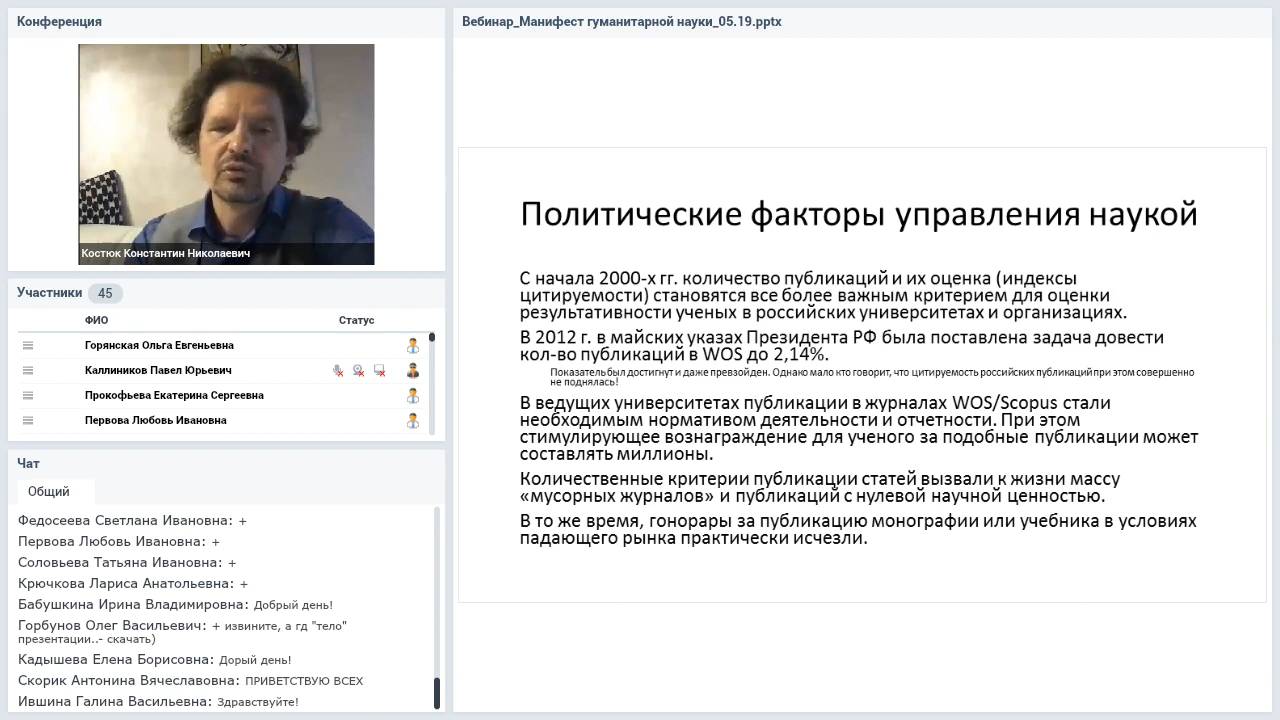 Конференция
Костюк Константин Николаевич
Участники 45
ФИО Статус
Горянская Ольга Евгеньевна
Каллиников Павел Юрьевич
Прокофьева Екатерина Сергеевна
Первова Любовь Ивановна
Чат
Общий
Федосеева Светлана Ивановна: +
Первова Любовь Ивановна: +
Соловьева Татьяна Ивановна: +
Крючкова Лариса Анатольевна: +
Бабушкина Ирина Владимировна: Добрый день!
Горбунов Олег Васильевич: + извините, а гд "тело"
презентации..- скачать)
Кадышева Елена Борисовна: Дорый день!
Скорик Антонина Вячеславовна: ПРИВЕТСТВУЮ ВСЕХ
Ившина Галина Васильевна: Здравствуйте!
Вебинар_Манифест гуманитарной науки_05.19.pptx
Политические факторы управления наукой
С начала 2000-х гг. количество публикаций и их оценка (индексы
цитируемости) становятся все более важным критерием для оценки
результативности ученых в российских университетах и организациях.
В 2012 г. в майских указах Президента РФ была поставлена задача довести
кол-во публикаций в WOS до 2,14%.
Показатель был достигнут и даже превзойден. Однако мало кто говорит, что цитируемость российских публикаций при этом совершенно
не поднялась!
В ведущих университетах публикации в журналах WOS/Scopus стали
необходимым нормативом деятельности и отчетности. При этом
стимулирующее вознаграждение для ученого за подобные публикации может
составлять миллионы.
Количественные критерии публикации статей вызвали к жизни массу
«мусорных журналов» и публикаций с нулевой научной ценностью.
В то же время, гонорары за публикацию монографии или учебника в условиях
падающего рынка практически исчезли.